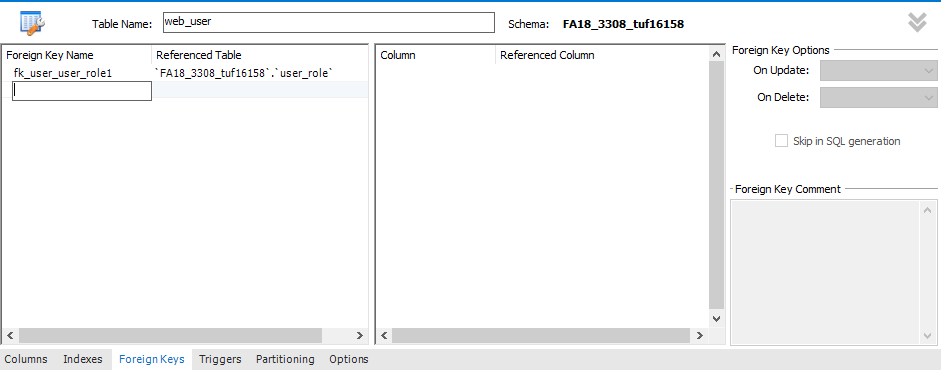 Table Name: web_user Schema: FA18_3308_tuf16158
Foreign Key Name Referenced Table Column Referenced Column Foreign Key Options
fk_user_user_role1 `FA18_3308_tuf16158`.`user_role` On Update:
On Delete:
Skip in SQL generation
Foreign Key Comment
Columns Indexes Foreign Keys Triggers Partitioning Options